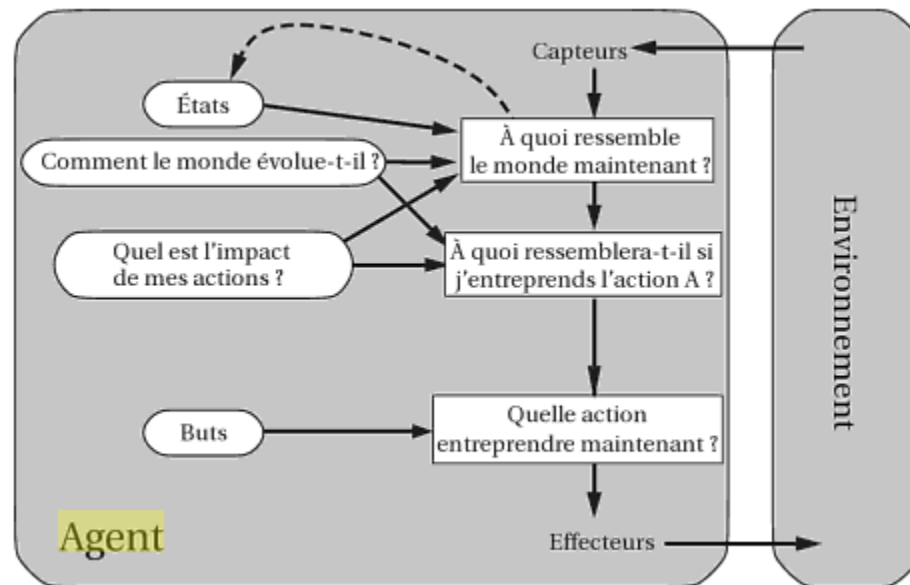 Capteurs
États
À quoi ressemble
le monde maintenant ?
Comment le monde évolue-t-il ?
Quel est l'impact
de mes actions ?
À quoi ressemblera-t-il si
j'entreprends l'action A ?
Environnement
Buts
Quelle action
entreprendre maintenant ?
Agent
Effecteurs